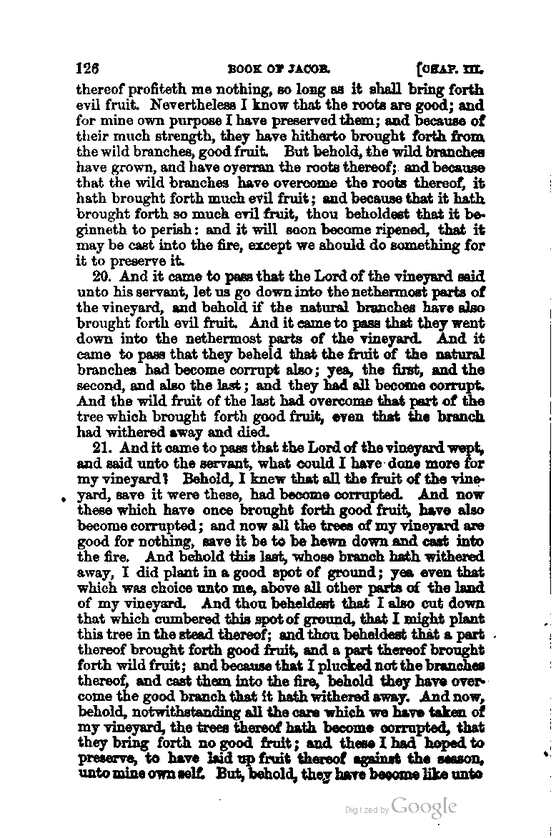 126 BOOK OF JACOB. [CHAP. III.
thereof profiteth me nothing, so long as it shall bring forth
evil fruit. Nevertheless I know that the roots are good; and
for mine own purpose I have preserved them; and because of
their much strength, they have hitherto brought forth from
the wild branches, good fruit. But behold, the wild branches
have grown, and have overran the roots thereof; and because
that the wild branches have overcome the roots thereof, it
hath brought forth much evil fruit; and because that it hath
brought forth so much evil fruit, thou beholdest that it be-
ginneth to perish: and it will soon become ripened, that it
may be cast into the fire, except we should do something for
it to preserve it.
20. And it came to pass that the Lord of the vineyard said
unto his servant, let us go down into the nethermost parts of
the vineyard, and behold if the natural branches have also
brought forth evil fruit. And it came to pass that they went
down into the nethermost parts of the vineyard. And it
came to pass that they beheld that the fruit of the natural
branches had become corrupt also; yea, the first, and the
second, and also the last; and they had all become corrupt.
And the wild fruit of the last had overcome that part of the
tree which brought forth good fruit, even that the branch
had withered away and died.
21. And it came to pass that the Lord of the vineyard wept,
and said unto the servant, what could I have done more for
my vineyard? Behold, I knew that all the fruit of the vine-
yard, save it were these, had become corrupted. And now
these which have once brought forth good fruit, have also
become corrupted; and now all the trees of my vineyard are
good for nothing, save it be to be hewn down and cast into
the fire. And behold this last, whose branch hath withered
away, I did plant in a good spot of ground; yea even that
which was choice unto me, above all other parts of the land
of my vineyard. And thou beheldest that I also cut down
that which cumbered this spot of ground, that I might plant
this tree in the stead thereof; and thou beheldest that a part
thereof brought forth good fruit, and a part thereof brought
forth wild fruit; and because that I plucked not the branches
thereof, and cast them into the fire, behold they have over-
come the good branch that it hath withered away. And now,
behold, notwithstanding all the care which we have taken of
my vineyard, the trees thereof hath become corrupted, that
they bring forth no good fruit; and these I had hoped to
preserve, to have laid up fruit thereof against the season,
unto mine own self. But, behold, they have become like unto
Digitized by Google